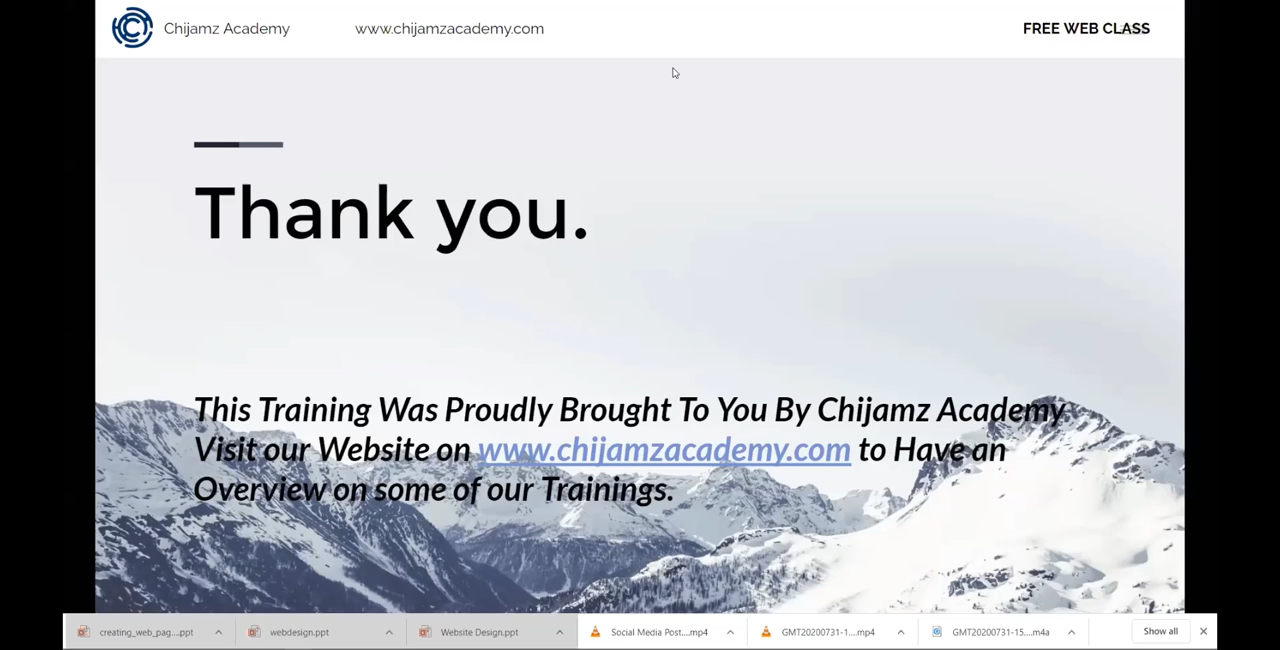 Chijamz Academy
www.chijamzacademy.com
FREE WEB CLASS
Thank you.
This Training Was Proudly Brought To You By Chijamz Academy
Visit our Website on www.chijamzacademy.com to Have an
Overview on some of our Trainings.
creating_web_pag....ppt
webdesign.ppt
Website Design.ppt
Social Media Post....mp4
GMT20200731-1....mp4
GMT20200731-15....m4a
Show all